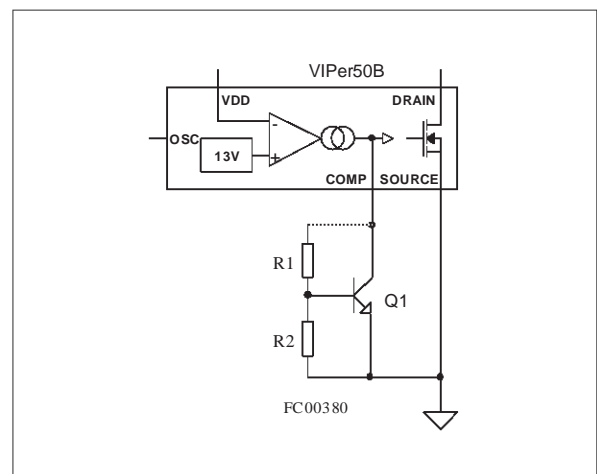 VIPer50B
VDD
DRAIN
OSC
-
13V
+
COMP SOURCE
R1
Q1
R2
FC00380